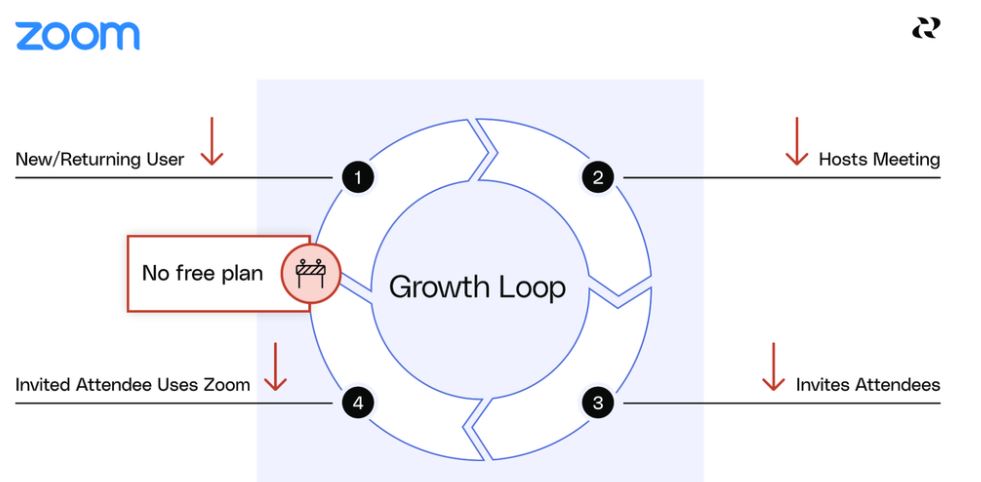 zoom
New/Returning User
Hosts Meeting
1
2
No free plan
Growth Loop
Invited Attendee Uses Zoom
Invites Attendees
4
3